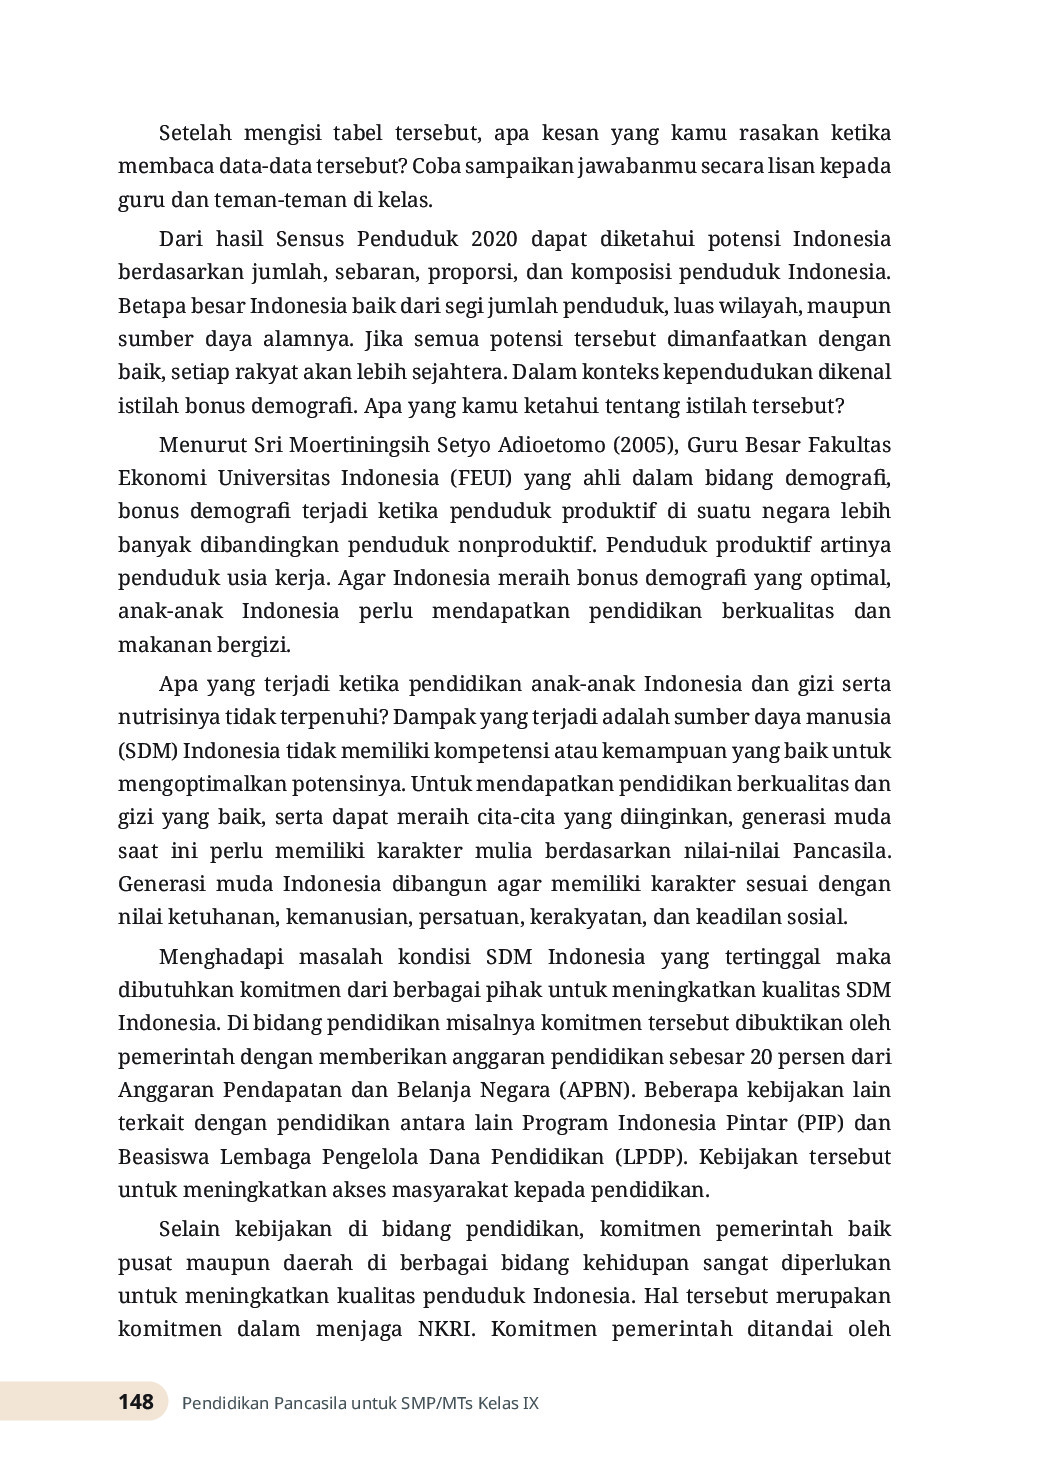 Setelah mengisi tabel tersebut, apa kesan yang kamu rasakan ketika
membaca data-data tersebut? Coba sampaikan jawabanmu secara lisan kepada
guru dan teman-teman di kelas.
Dari hasil Sensus Penduduk 2020 dapat diketahui potensi Indonesia
berdasarkan jumlah, sebaran, proporsi, dan komposisi penduduk Indonesia.
Betapa besar Indonesia baik dari segi jumlah penduduk, luas wilayah, maupun
sumber daya alamnya. Jika semua potensi tersebut dimanfaatkan dengan
baik, setiap rakyat akan lebih sejahtera. Dalam konteks kependudukan dikenal
istilah bonus demografi. Apa yang kamu ketahui tentang istilah tersebut?
Menurut Sri Moertiningsih Setyo Adioetomo (2005), Guru Besar Fakultas
Ekonomi Universitas Indonesia (FEUI) yang ahli dalam bidang demografi,
bonus demografi terjadi ketika penduduk produktif di suatu negara lebih
banyak dibandingkan penduduk nonproduktif. Penduduk produktif artinya
penduduk usia kerja. Agar Indonesia meraih bonus demografi yang optimal,
anak-anak Indonesia perlu mendapatkan pendidikan berkualitas dan
makanan bergizi.
Apa yang terjadi ketika pendidikan anak-anak Indonesia dan gizi serta
nutrisinya tidak terpenuhi? Dampak yang terjadi adalah sumber daya manusia
(SDM) Indonesia tidak memiliki kompetensi atau kemampuan yang baik untuk
mengoptimalkan potensinya. Untuk mendapatkan pendidikan berkualitas dan
gizi yang baik, serta dapat meraih cita-cita yang diinginkan, generasi muda
saat ini perlu memiliki karakter mulia berdasarkan nilai-nilai Pancasila.
Generasi muda Indonesia dibangun agar memiliki karakter sesuai dengan
nilai ketuhanan, kemanusian, persatuan, kerakyatan, dan keadilan sosial.
Menghadapi masalah kondisi SDM Indonesia yang tertinggal maka
dibutuhkan komitmen dari berbagai pihak untuk meningkatkan kualitas SDM
Indonesia. Di bidang pendidikan misalnya komitmen tersebut dibuktikan oleh
pemerintah dengan memberikan anggaran pendidikan sebesar 20 persen dari
Anggaran Pendapatan dan Belanja Negara (APBN). Beberapa kebijakan lain
terkait dengan pendidikan antara lain Program Indonesia Pintar (PIP) dan
Beasiswa Lembaga Pengelola Dana Pendidikan (LPDP). Kebijakan tersebut
untuk meningkatkan akses masyarakat kepada pendidikan.
Selain kebijakan di bidang pendidikan, komitmen pemerintah baik
pusat maupun daerah di berbagai bidang kehidupan sangat diperlukan
untuk meningkatkan kualitas penduduk Indonesia. Hal tersebut merupakan
komitmen dalam menjaga NKRI. Komitmen pemerintah ditandai oleh
148 Pendidikan Pancasila untuk SMP/MTs Kelas IX